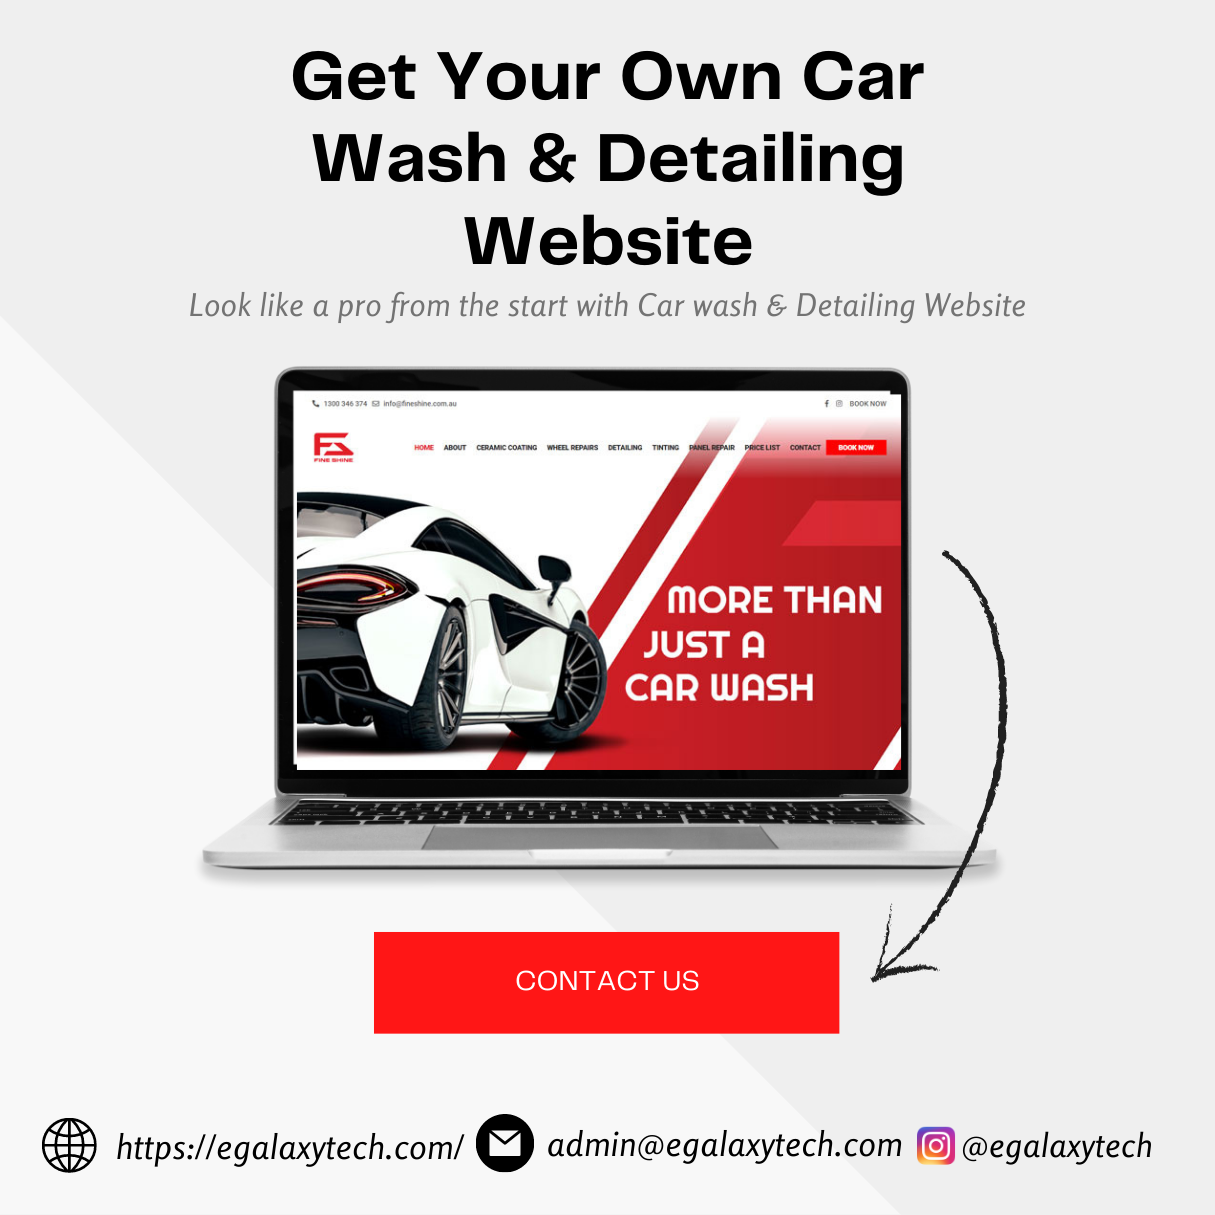 Get Your Own Car
Wash & Detailing
Website
Look like a pro from the start with Car wash & Detailing Website
1300 346 374 info@fineshine.com.au BOOK NOW
FS
FINE SHINE
HOME ABOUT CERAMIC COATING WHEEL REPAIRS DETAILING TINTING PANEL REPAIR PRICE LIST CONTACT BOOK NOW
MORE THAN
JUST A
CAR WASH
CONTACT US
https://egalaxytech.com/ admin@egalaxytech.com @egalaxytech